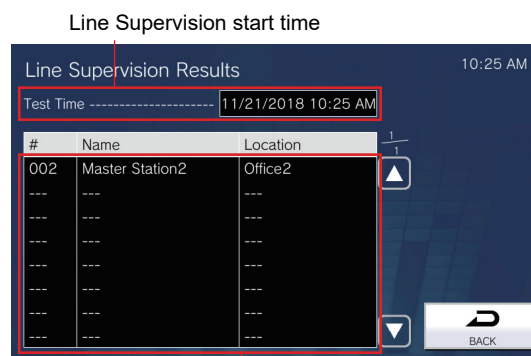 Line Supervision start time
Line Supervision Results
10:25 AM
Test Time --------------------- 11/21/2018 10:25 AM
# Name Location
1
1
002 Master Station2 Office2
--- --- ---
--- --- ---
--- --- ---
--- --- ---
--- --- ---
--- --- ---
--- --- ---
BACK